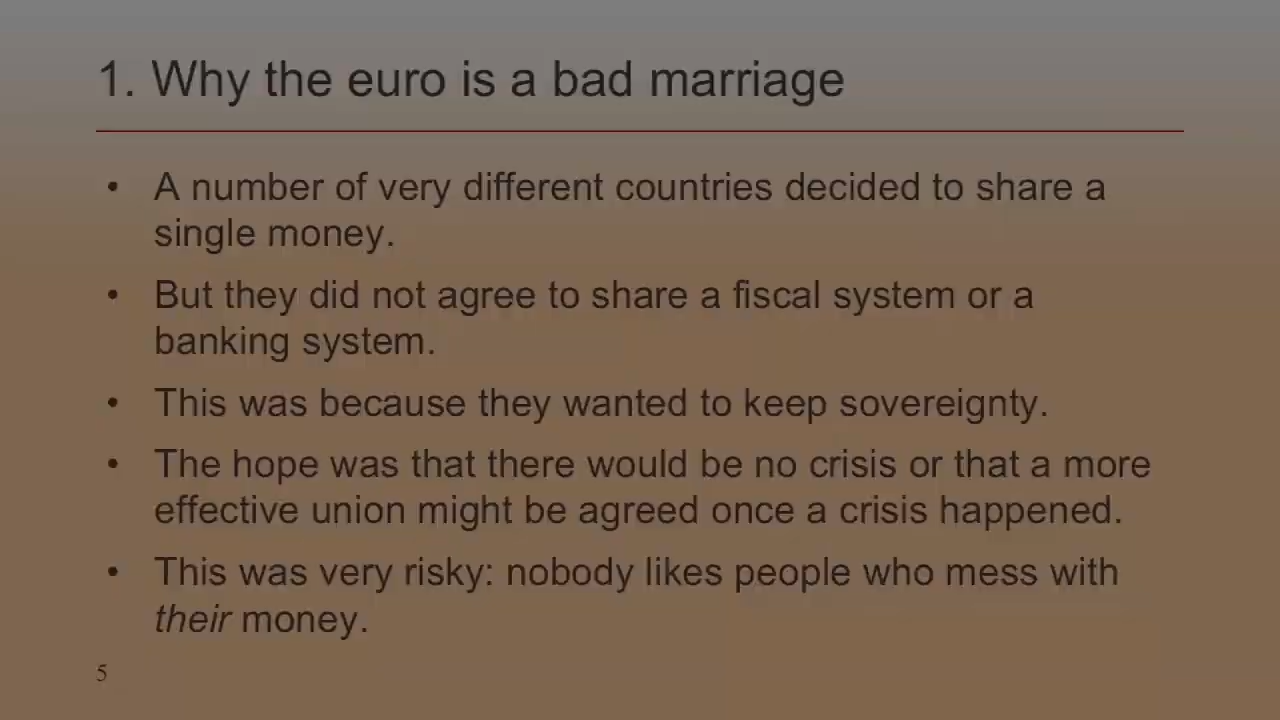 1. Why the euro is a bad marriage
• A number of very different countries decided to share a
single money.
• But they did not agree to share a fiscal system or a
banking system.
• This was because they wanted to keep sovereignty.
• The hope was that there would be no crisis or that a more
effective union might be agreed once a crisis happened.
• This was very risky: nobody likes people who mess with
their money.
5